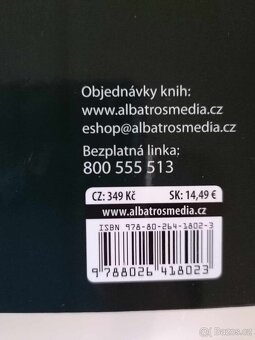 Objednávky knih:
www.albatrosmedia.cz
eshop@albatrosmedia.cz
Bezplatná linka:
800 555 513
CZ: 349 Kč SK: 14,49 €
www.albatrosmedia.cz
ISBN 978-80-264-1802-3
9 788026 418023
Bazoš.cz